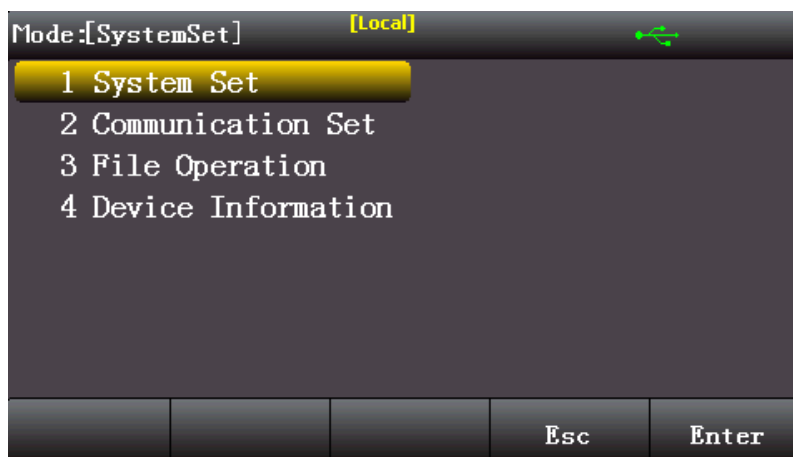 Mode:[SystemSet] [Local]
1 System Set
2 Communication Set
3 File Operation
4 Device Information
Esc Enter